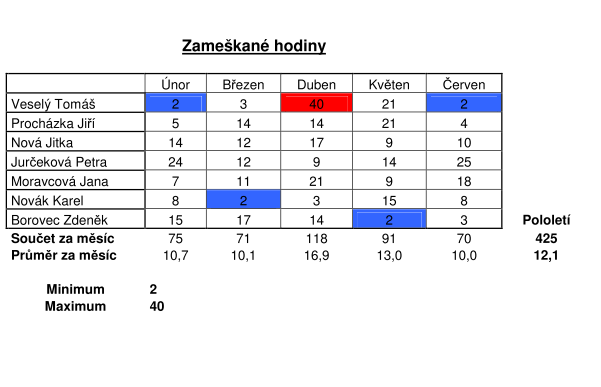 Zameškané hodiny
Únor Březen Duben Květen Červen
Veselý Tomáš 2 3 40 21 2
Procházka Jiří 5 14 14 21 4
Nová Jitka 14 12 17 9 10
Jurčeková Petra 24 12 9 14 25
Moravcová Jana 7 11 21 9 18
Novák Karel 8 2 3 15 8
Borovec Zdeněk 15 17 14 2 3 Pololetí
Součet za měsíc 75 71 118 91 70 425
Průměr za měsíc 10,7 10,1 16,9 13,0 10,0 12,1
Minimum 2
Maximum 40